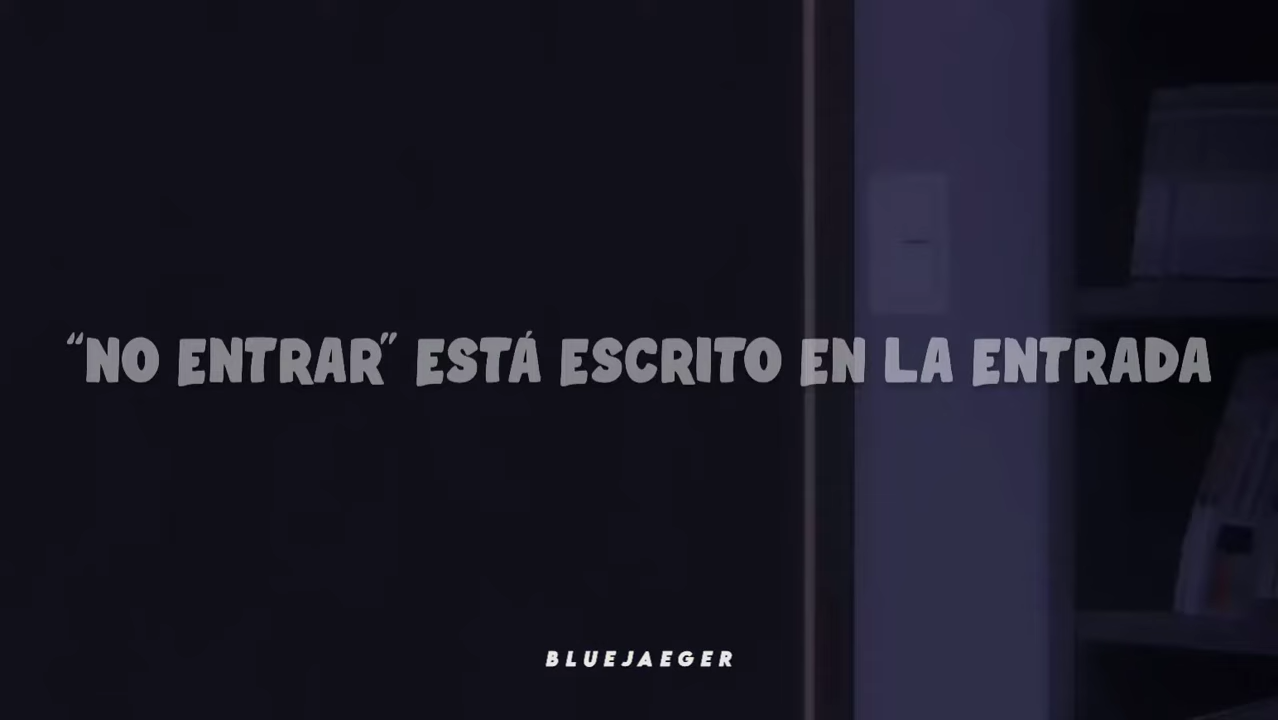 “NO ENTRAR” ESTÁ ESCRITO EN LA ENTRADA
BLUEJAEGER